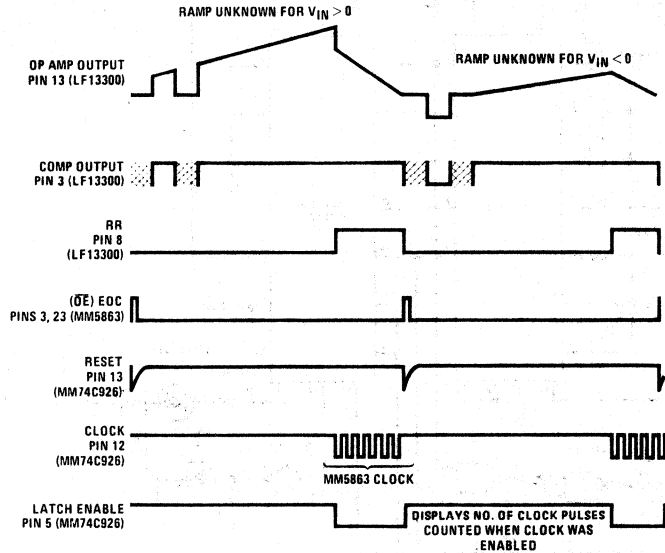 RAMP UNKNOWN FOR VIN > 0
OP AMP OUTPUT
PIN 13 (LF13300)
RAMP UNKNOWN FOR VIN < 0
COMP OUTPUT
PIN 3 (LF13300)
RR
PIN 8
(LF13300)
(O̅E̅) EOC
PINS 3, 23 (MM5863)
RESET
PIN 13
(MM74C926)
CLOCK
PIN 12
(MM74C926)
MM5863 CLOCK
LATCH ENABLE
PIN 5 (MM74C926)
DISPLAYS NO. OF CLOCK PULSES
COUNTED WHEN CLOCK WAS
ENABLED